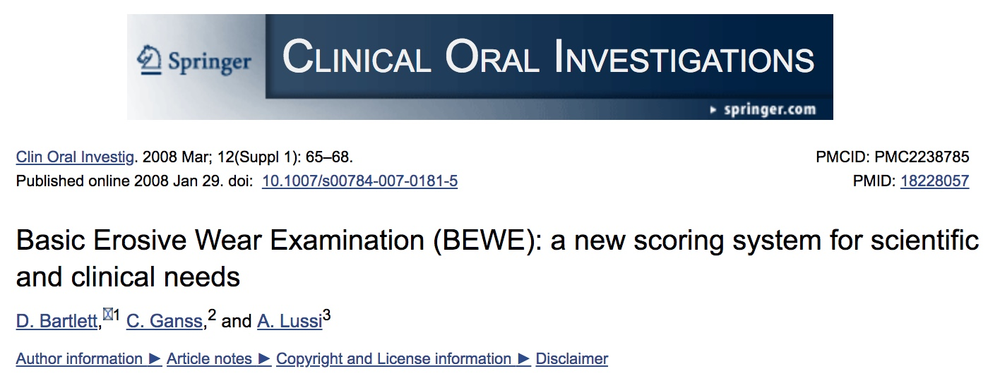 Springer CLINICAL ORAL INVESTIGATIONS
springer.com
Clin Oral Investig. 2008 Mar; 12(Suppl 1): 65–68. PMCID: PMC2238785
Published online 2008 Jan 29. doi: 10.1007/s00784-007-0181-5 PMID: 18228057
Basic Erosive Wear Examination (BEWE): a new scoring system for scientific
and clinical needs
D. Bartlett,1 C. Ganss,2 and A. Lussi3
Author information ► Article notes ► Copyright and License information ► Disclaimer